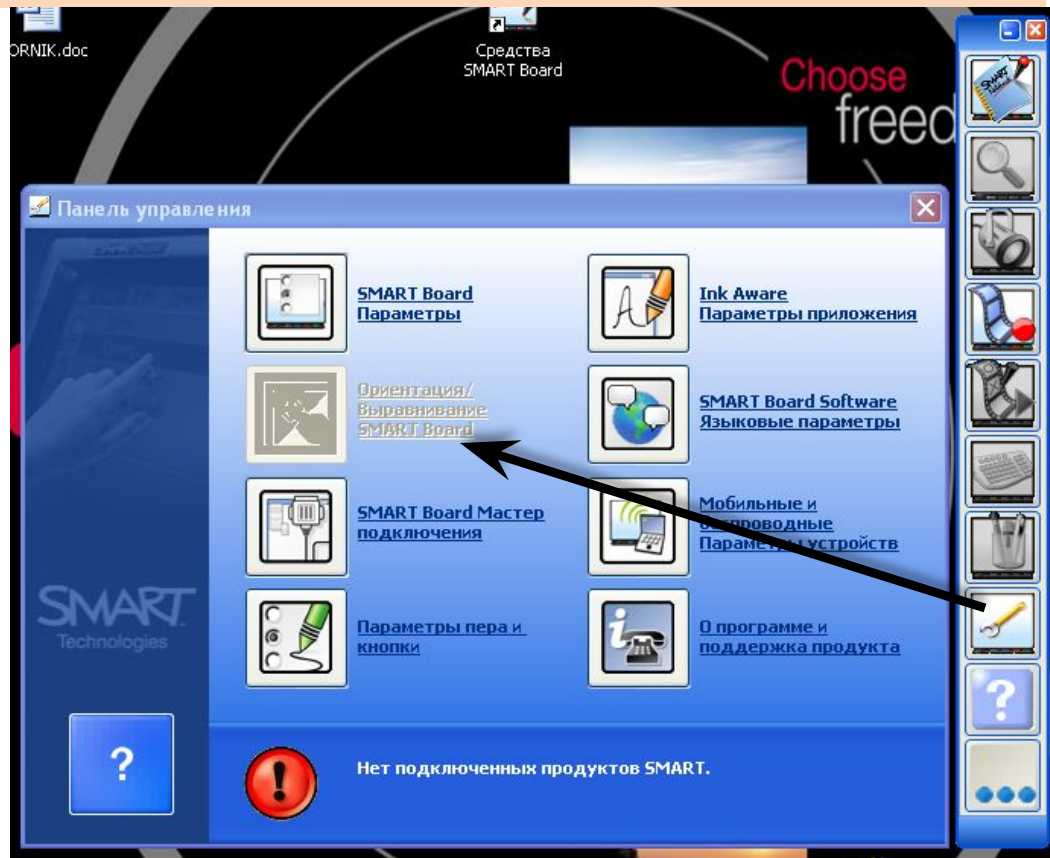 ORNIK.doc
Средства
SMART Board
Choose
freed
Панель управления
SMART Board
Параметры
Ink Aware
Параметры приложения
Ориентация/
Выравнивание
SMART Board
SMART Board Software
Языковые параметры
SMART Board Мастер
подключения
Мобильные и
беспроводные
Параметры устройств
Параметры пера и
кнопки
О программе и
поддержка продукта
SMART
Technologies
?
Нет подключенных продуктов SMART.
?